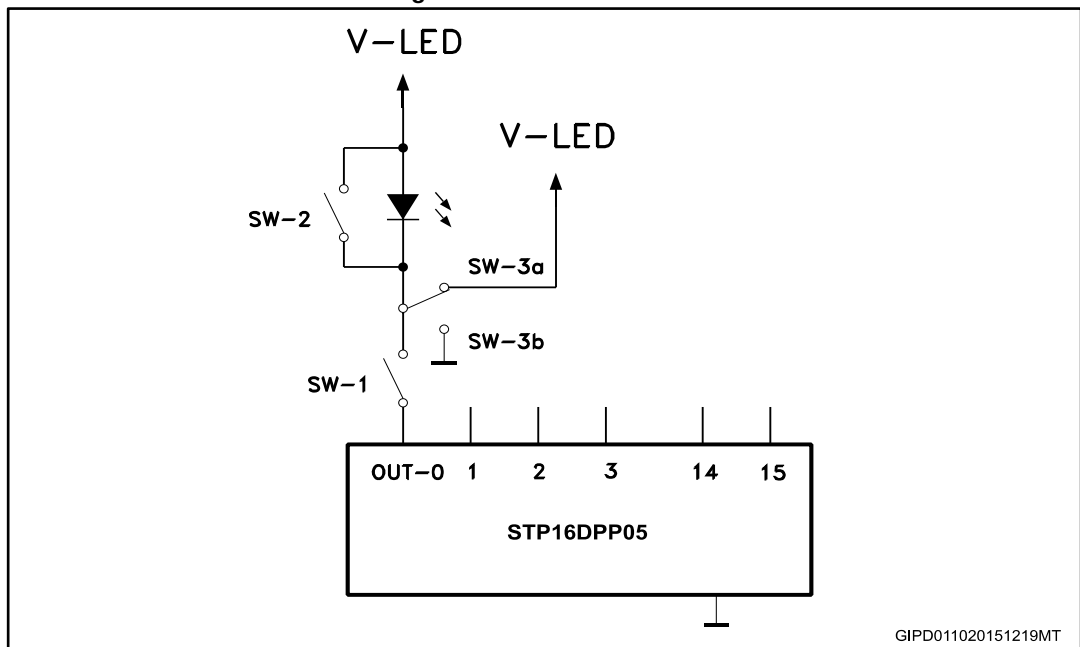 V-LED
V-LED
SW-2
SW-3a
SW-3b
SW-1
OUT-0 1 2 3 14 15
STP16DPP05
GIPD011020151219MT